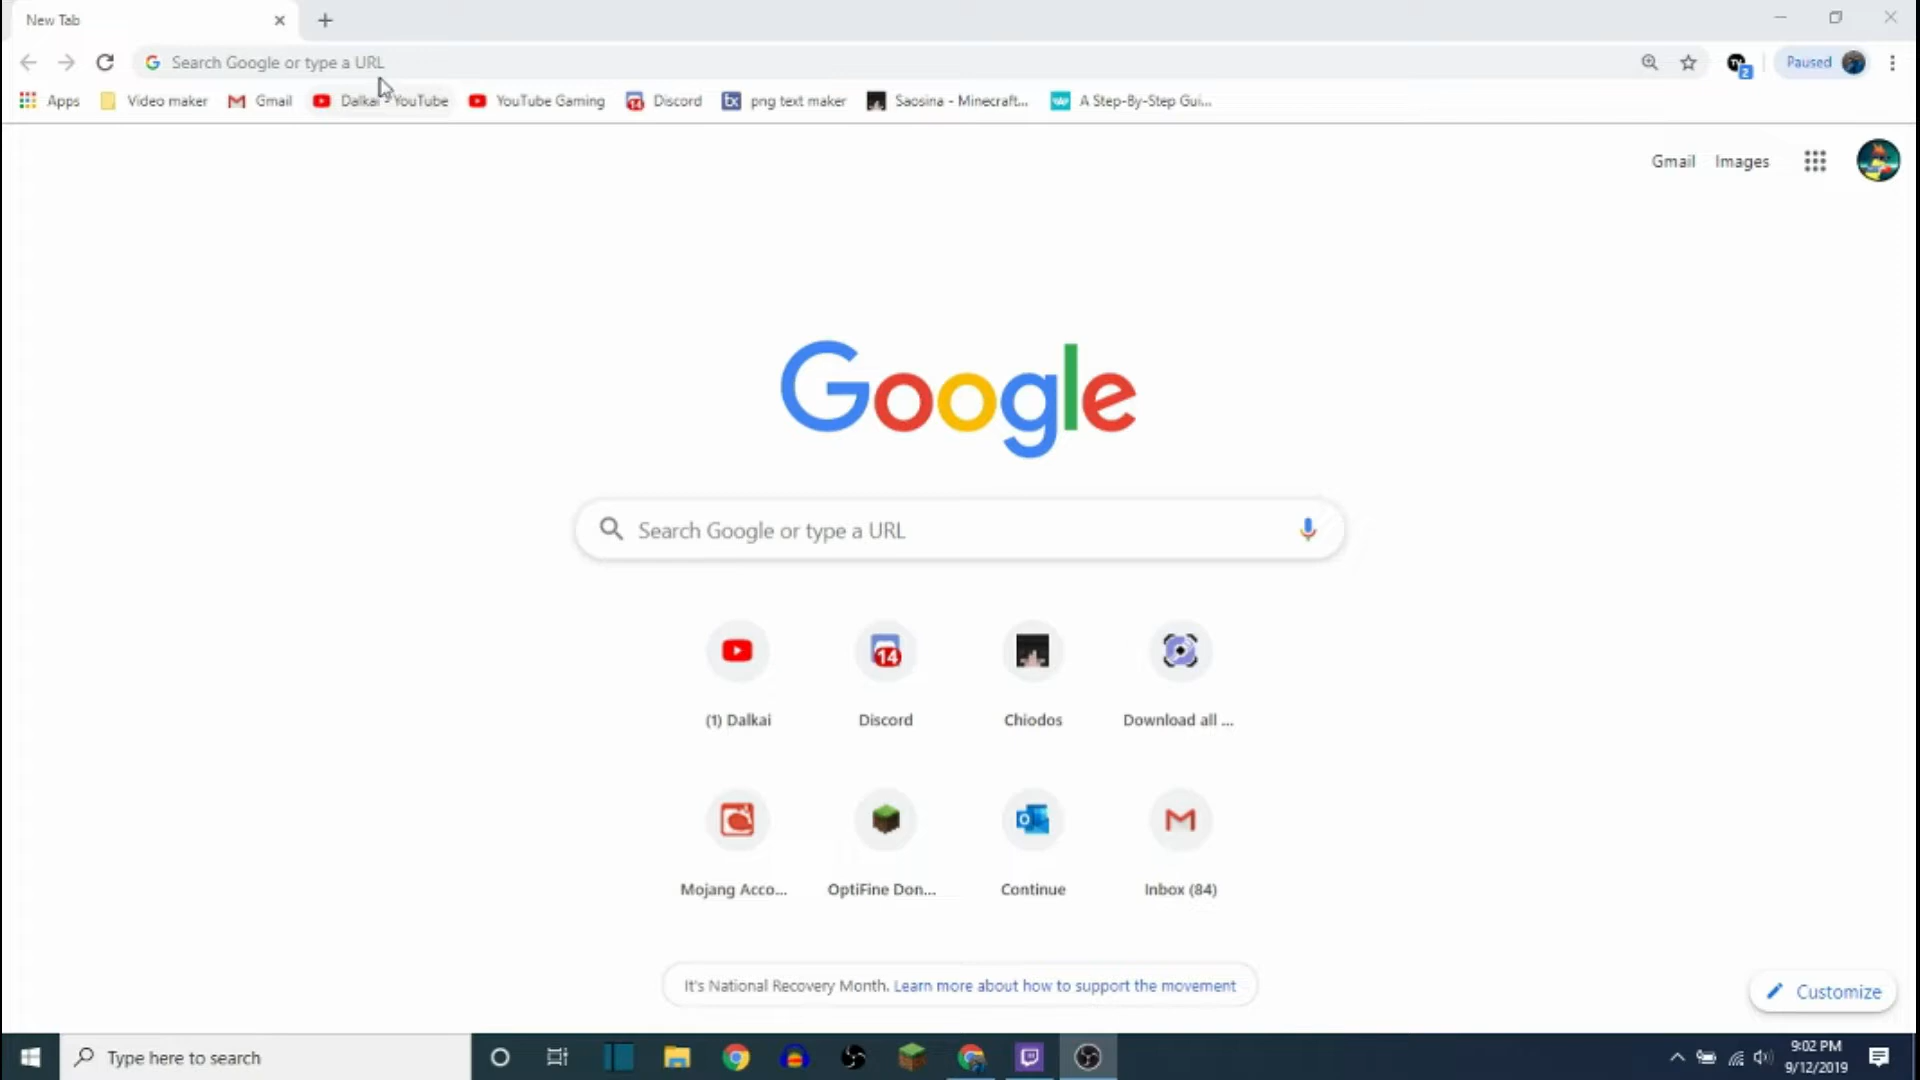 New Tab
Search Google or type a URL
Paused
Apps
Video maker
Gmail
Dalkai - YouTube
YouTube Gaming
Discord
png text maker
Saosina - Minecraft...
A Step-By-Step Gui...
2
Gmail
Images
Google
Search Google or type a URL
14
(1) Dalkai
Discord
Chiodos
Download all ...
Mojang Acco...
OptiFine Don...
Continue
Inbox (84)
It's National Recovery Month. Learn more about how to support the movement
Customize
Type here to search
9:02 PM
9/12/2019